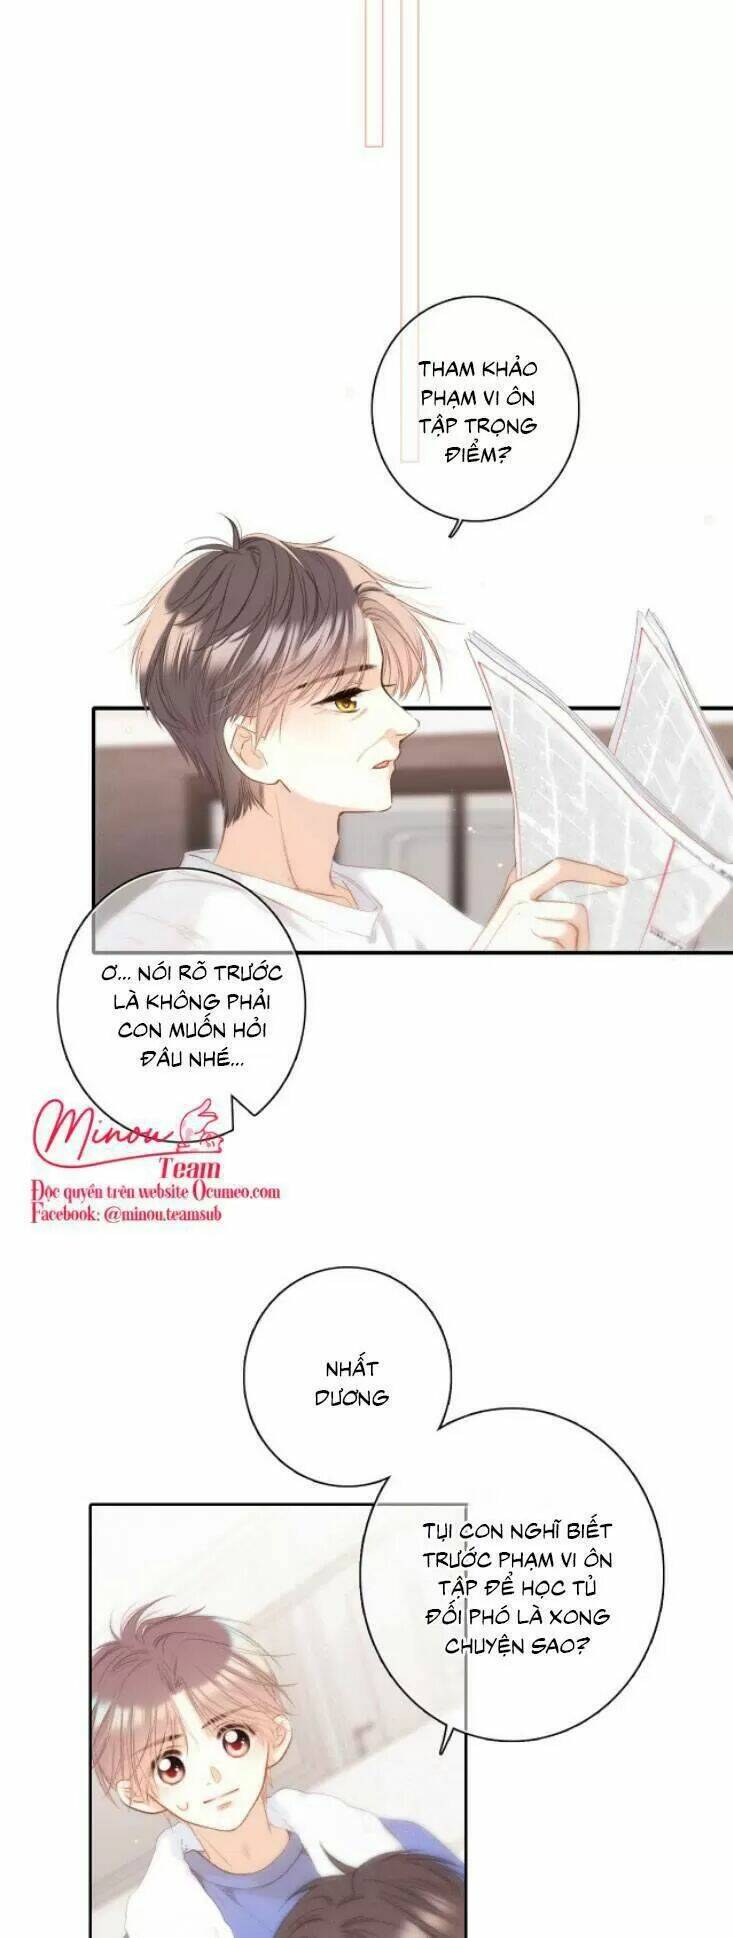 THAM KHẢO
PHẠM VI ÔN
TẬP TRỌNG
ĐIỂM?
Ơ... NÓI RÕ TRƯỚC
LÀ KHÔNG PHẢI
CON MUỐN HỎI
ĐÂU NHÉ...
Minou
Team
Độc quyền trên website Ocumeo.com
Facebook: @minou.teamsub
NHẤT
DƯƠNG
TỤI CON NGHĨ BIẾT
TRƯỚC PHẠM VI ÔN
TẬP ĐỂ HỌC TỦ
ĐỐI PHÓ LÀ XONG
CHUYỆN SAO?